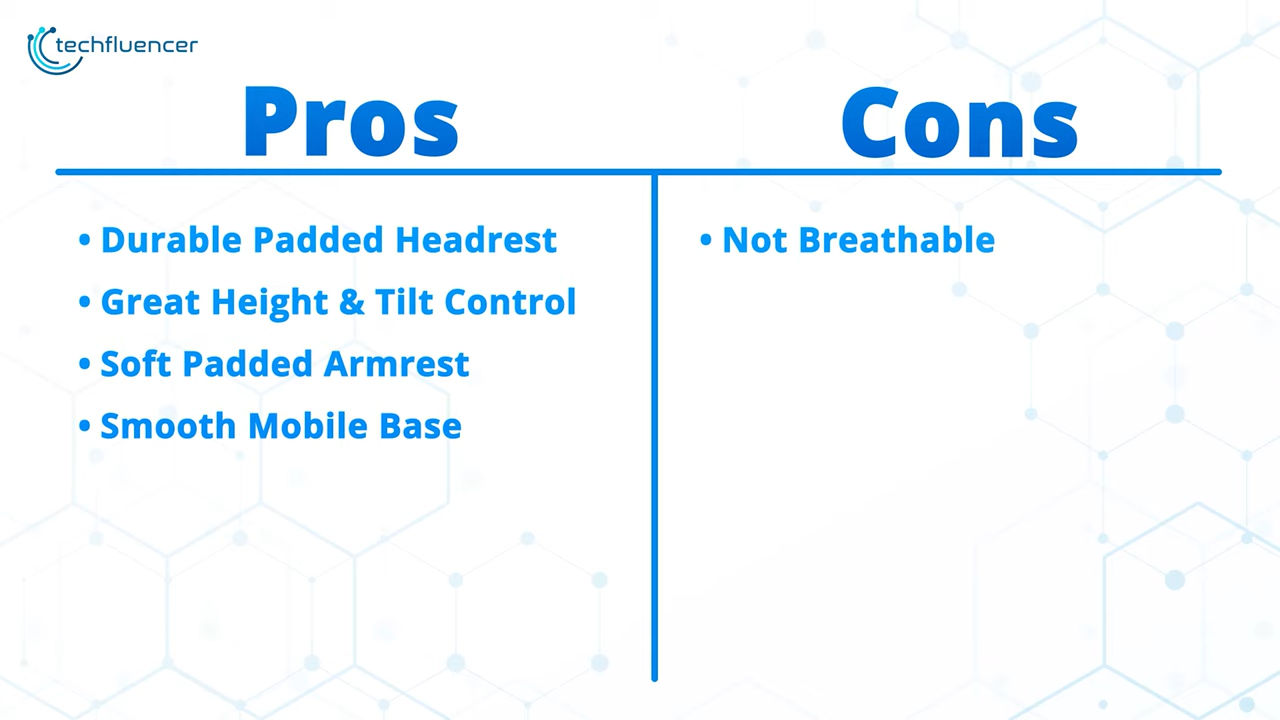 techfluencer
Pros
Cons
• Durable Padded Headrest
• Great Height & Tilt Control
• Soft Padded Armrest
• Smooth Mobile Base
• Not Breathable